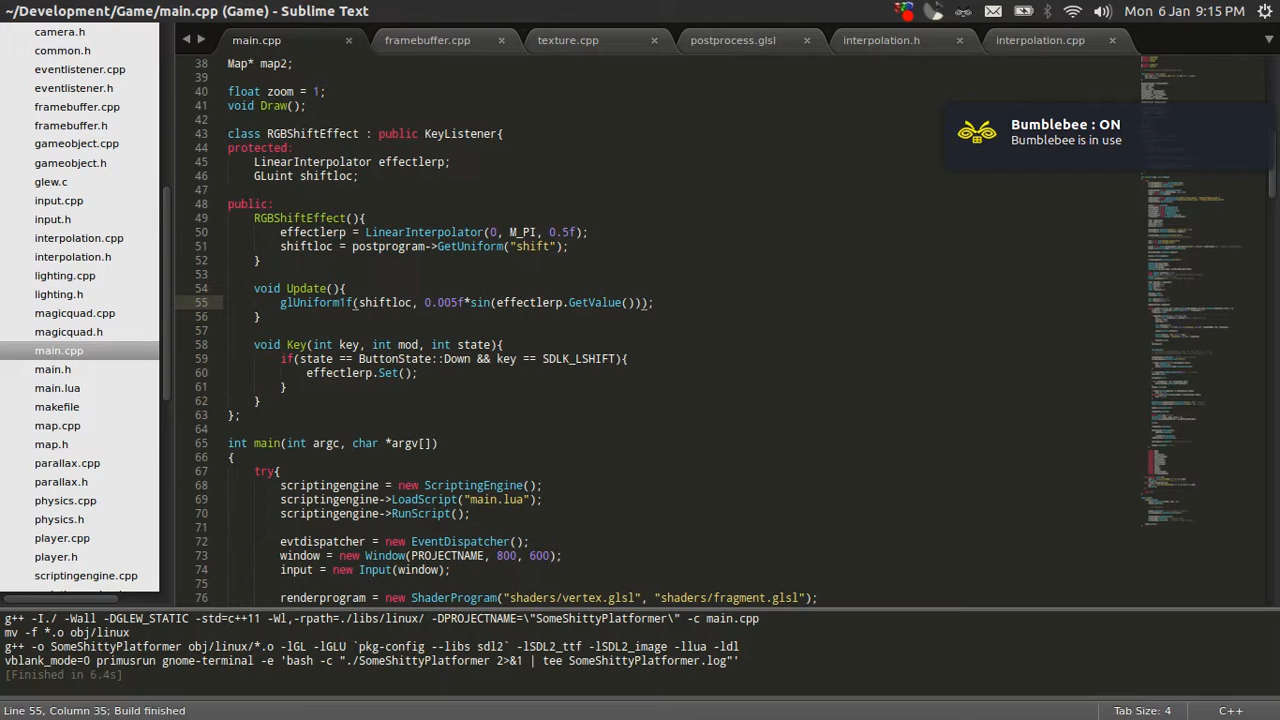 ~/Development/Game/main.cpp (Game) - Sublime Text
Mon 6 Jan 9:15 PM
camera.h
common.h
eventlistener.cpp
eventlistener.h
framebuffer.cpp
framebuffer.h
gameobject.cpp
gameobject.h
glew.c
input.cpp
input.h
interpolation.cpp
interpolation.h
lighting.cpp
lighting.h
magicquad.cpp
magicquad.h
main.cpp
main.h
main.lua
makefile
map.cpp
map.h
parallax.cpp
parallax.h
physics.cpp
physics.h
player.cpp
player.h
scriptingengine.cpp
main.cpp
framebuffer.cpp
texture.cpp
postprocess.glsl
interpolation.h
interpolation.cpp
38 Map* map2;
39
40 float zoom = 1;
41 void Draw();
42
43 class RGBShiftEffect : public KeyListener{
44 protected:
45 LinearInterpolator effectlerp;
46 GLuint shiftloc;
47
48 public:
49 RGBShiftEffect(){
50 effectlerp = LinearInterpolator(0, M_PI, 0.5f);
51 shiftloc = postprogram->GetUniform("shift");
52 }
53
54 void Update(){
55 glUniform1f(shiftloc, 0.005f*sin(effectlerp.GetValue()));
56 }
57
58 void Key(int key, int mod, int state){
59 if(state == ButtonState::Down && key == SDLK_LSHIFT){
60 effectlerp.Set();
61 }
62 }
63 };
64
65 int main(int argc, char *argv[])
66 {
67 try{
68 scriptingengine = new ScriptingEngine();
69 scriptingengine->LoadScript("main.lua");
70 scriptingengine->RunScript();
71
72 evtdispatcher = new EventDispatcher();
73 window = new Window(PROJECTNAME, 800, 600);
74 input = new Input(window);
75
76 renderprogram = new ShaderProgram("shaders/vertex.glsl", "shaders/fragment.glsl");
Bumblebee : ON
Bumblebee is in use
g++ -I./ -Wall -DGLEW_STATIC -std=c++11 -Wl,-rpath=./libs/linux/ -DPROJECTNAME=\"SomeShittyPlatformer\" -c main.cpp
mv -f *.o obj/linux
g++ -o SomeShittyPlatformer obj/linux/*.o -lGL -lGLU `pkg-config --libs sdl2` -lSDL2_ttf -lSDL2_image -llua -ldl
vblank_mode=0 primusrun gnome-terminal -e 'bash -c "./SomeShittyPlatformer 2>&1 | tee SomeShittyPlatformer.log"'
[Finished in 6.4s]
Line 55, Column 35; Build finished
Tab Size: 4
C++